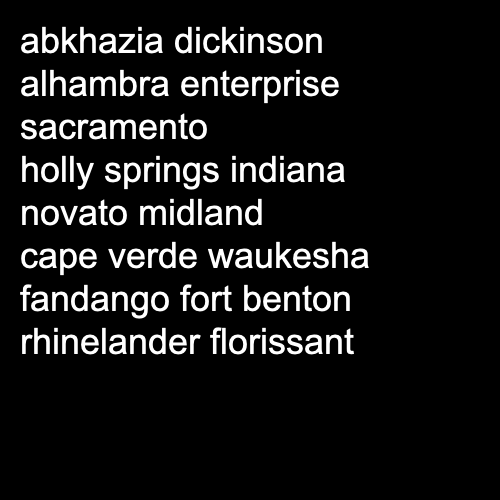 abkhazia dickinson
alhambra enterprise
sacramento
holly springs indiana
novato midland
cape verde waukesha
fandango fort benton
rhinelander florissant